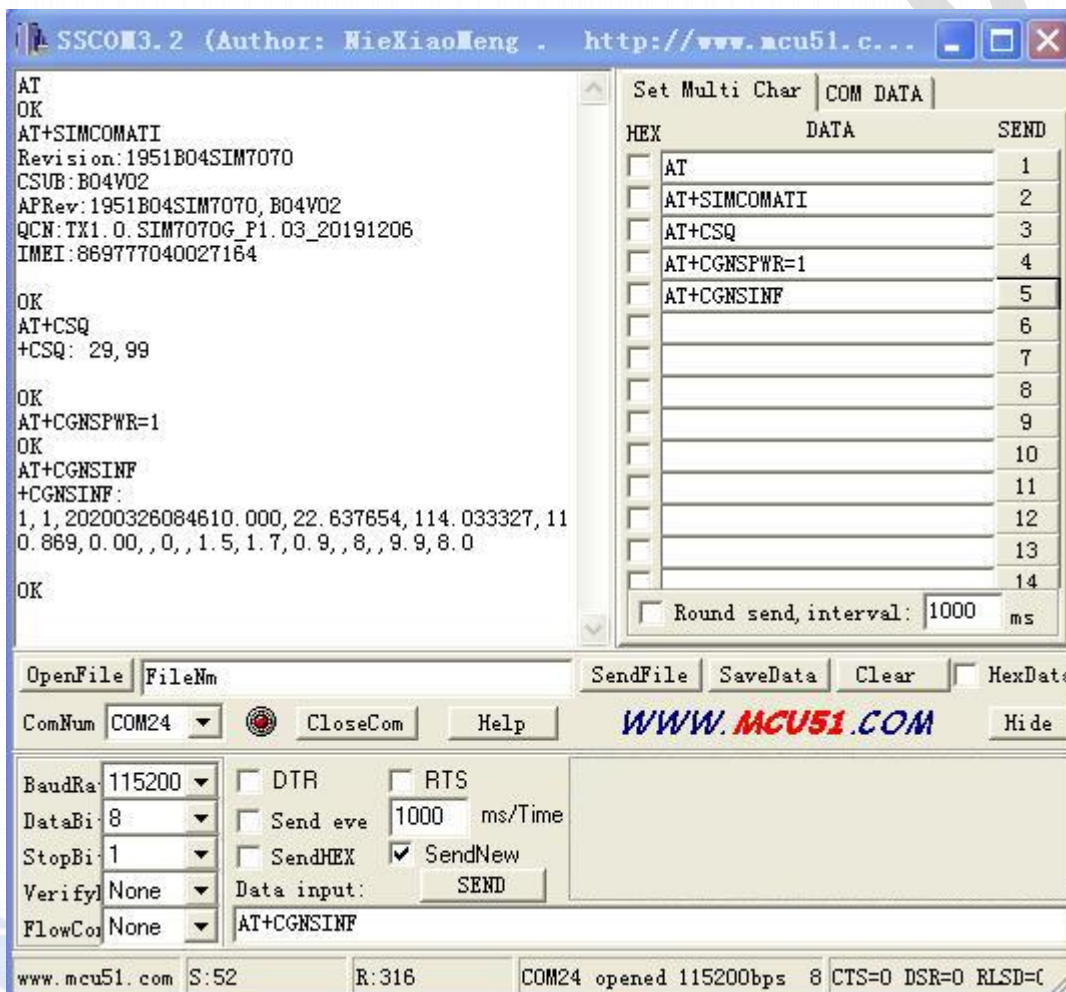 SSCOM3.2 (Author: NieXiaoMeng . http://www.mcu51.c...
AT
OK
AT+SIMCOMATI
Revision:1951B04SIM7070
CSUB:B04V02
APRev:1951B04SIM7070,B04V02
QCN:TX1.0.SIM7070G_P1.03_20191206
IMEI:869777040027164
OK
AT+CSQ
+CSQ: 29,99
OK
AT+CGNSPWR=1
OK
AT+CGNSINF
+CGNSINF:
1,1,20200326084610.000,22.637654,114.033327,11
0.869,0.00,,0,,1.5,1.7,0.9,,8,,9.9,8.0
OK
Set Multi Char COM DATA
HEX DATA SEND
AT 1
AT+SIMCOMATI 2
AT+CSQ 3
AT+CGNSPWR=1 4
AT+CGNSINF 5
6
7
8
9
10
11
12
13
14
Round send,interval: 1000 ms
OpenFile FileNm SendFile SaveData Clear HexData
ComNum COM24 CloseCom Help WWW.MCU51.COM Hide
BaudRa 115200 DTR RTS
DataBi 8 Send eve 1000 ms/Time
StopBi 1 SendHEX SendNew
Verify None Data input: SEND
FlowCo None AT+CGNSINF
www.mcu51.com S:52 R:316 COM24 opened 115200bps 8 CTS=0 DSR=0 RLSD=(